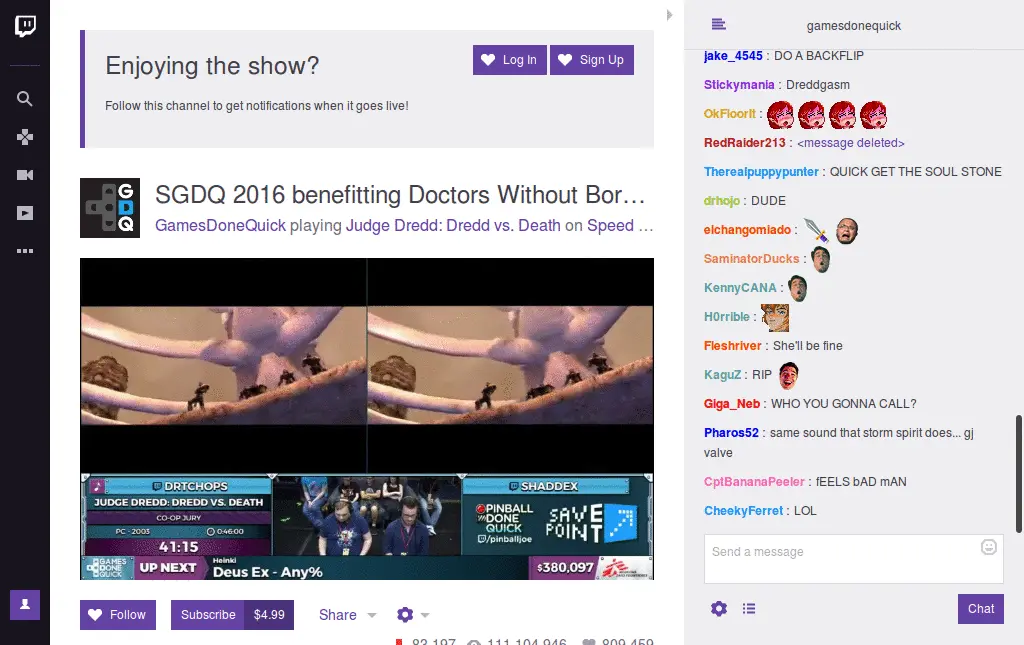 Enjoying the show?
Log In
Sign Up
Follow this channel to get notifications when it goes live!
GDQ
SGDQ 2016 benefitting Doctors Without Bor…
GamesDoneQuick playing Judge Dredd: Dredd vs. Death on Speed …
DRTCHOPS
JUDGE DREDD: DREDD VS. DEATH
CO-OP JURY
PC - 2003
0:46:00
41:15
SHADDEX
PINBALL
DONE
QUICK
/pinballjoe
SAVE
POINT
GAMES
DONE
QUICK
UP NEXT
Heinki
Deus Ex - Any%
$380,097
Follow
Subscribe
$4.99
Share
83,197
111,104,946
809,459
gamesdonequick
jake_4545 : DO A BACKFLIP
Stickymania : Dreddgasm
OkFloorIt :
RedRaider213 : <message deleted>
Therealpuppypunter : QUICK GET THE SOUL STONE
drhojo : DUDE
elchangomiado :
SaminatorDucks :
KennyCANA :
H0rrible :
Fleshriver : She'll be fine
KaguZ : RIP
Giga_Neb : WHO YOU GONNA CALL?
Pharos52 : same sound that storm spirit does... gj
valve
CptBananaPeeler : fEELS bAD mAN
CheekyFerret : LOL
Send a message
Chat